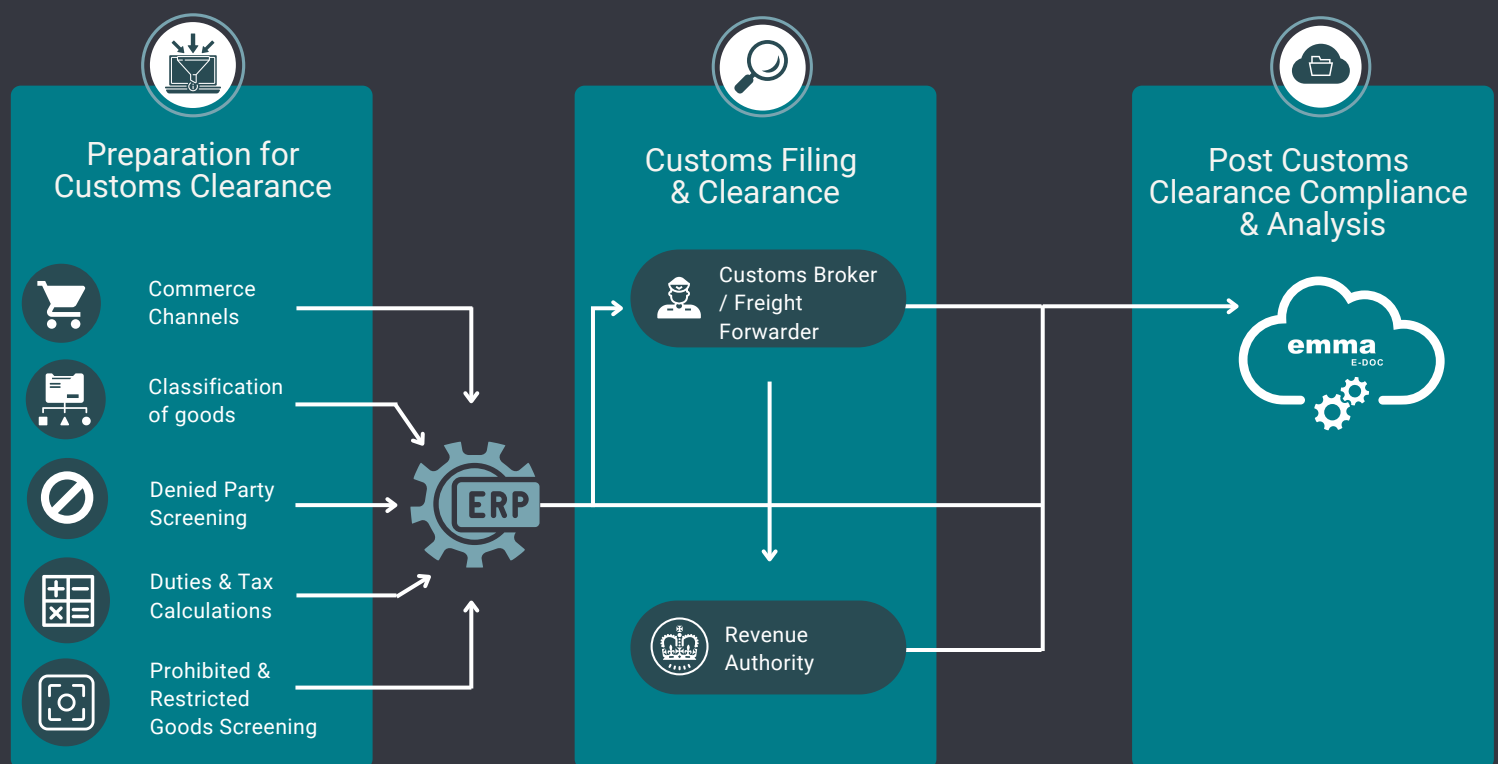 Preparation for
Customs Clearance
Commerce
Channels
Classification
of goods
Denied Party
Screening
Duties & Tax
Calculations
Prohibited &
Restricted
Goods Screening
ERP
Customs Filing
& Clearance
Customs Broker
/ Freight
Forwarder
Revenue
Authority
Post Customs
Clearance Compliance
& Analysis
emma
E-DOC